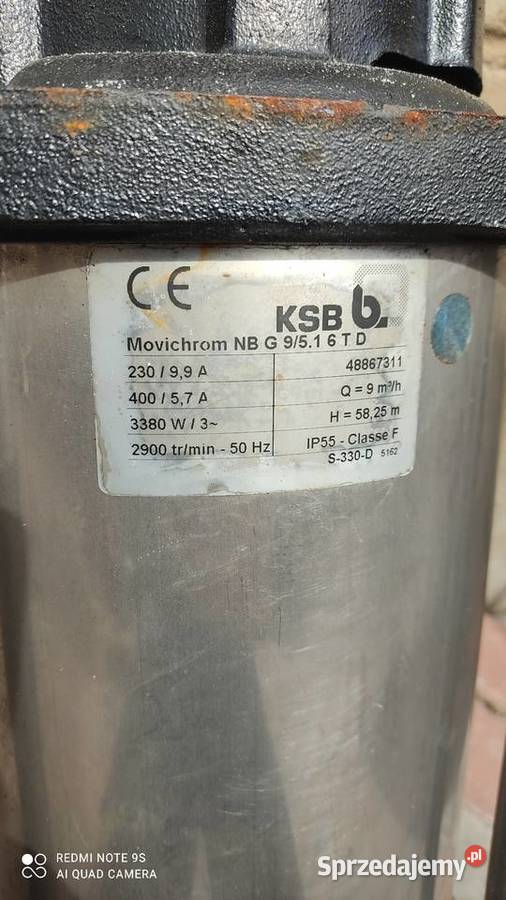 CE
KSB b
Movichrom NB G 9/5.1 6 T D
230 / 9,9 A 48867311
400 / 5,7 A Q = 9 m³/h
3380 W / 3~ H = 58,25 m
2900 tr/min - 50 Hz IP55 - Classe F
S-330-D 5162
REDMI NOTE 9S
AI QUAD CAMERA
Sprzedajemy.pl